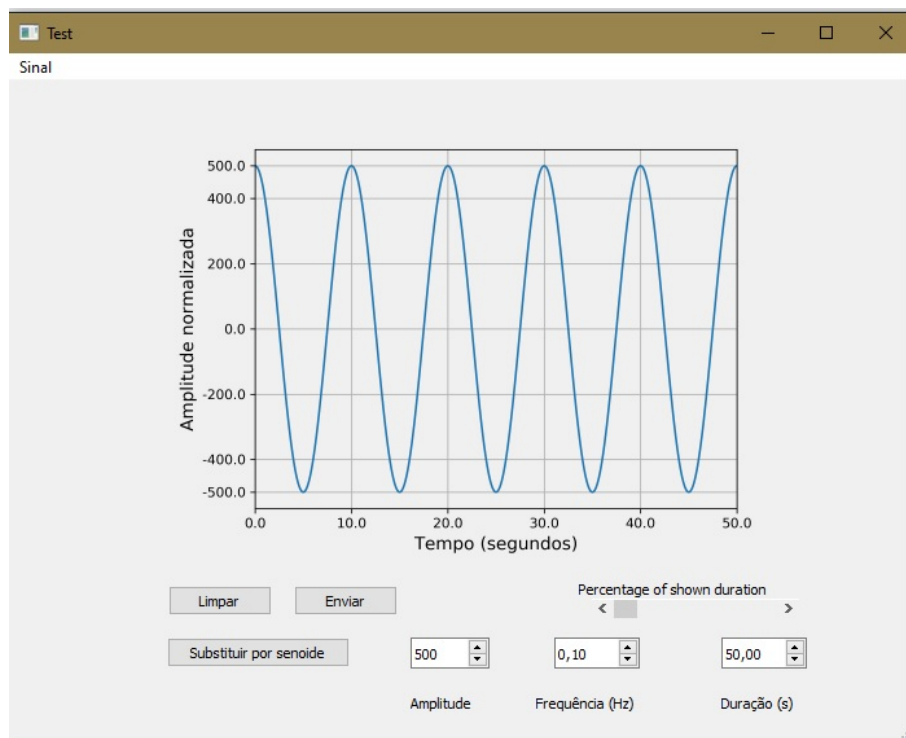 Test
Sinal
500.0
400.0
200.0
0.0
-200.0
-400.0
-500.0
Amplitude normalizada
0.0 10.0 20.0 30.0 40.0 50.0
Tempo (segundos)
Limpar Enviar Percentage of shown duration
Substituir por senoide 500 0,10 50,00
Amplitude Frequência (Hz) Duração (s)